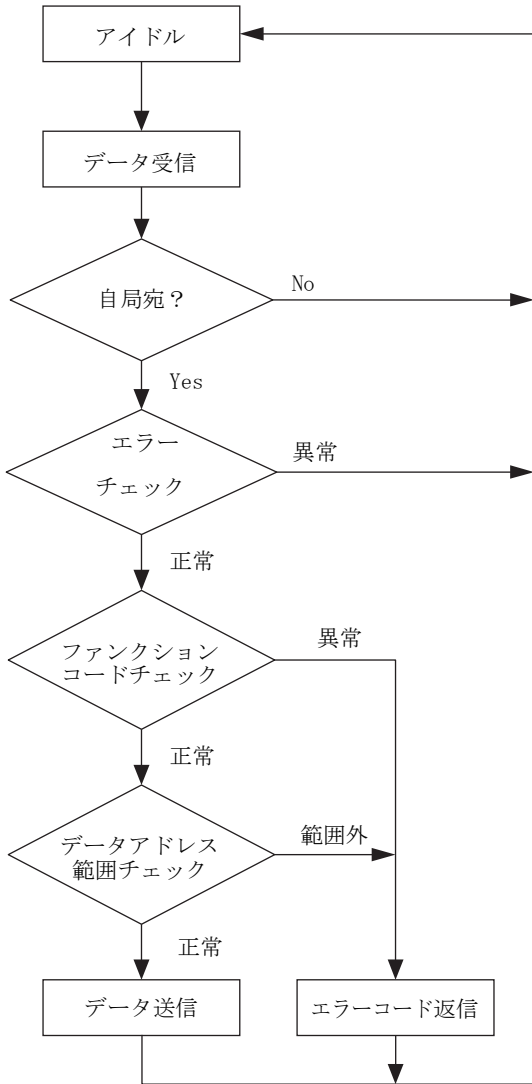 アイドル
データ受信
自局宛？
No
Yes
エラー
チェック
異常
正常
ファンクション
コードチェック
異常
正常
データアドレス
範囲チェック
範囲外
正常
データ送信
エラーコード返信